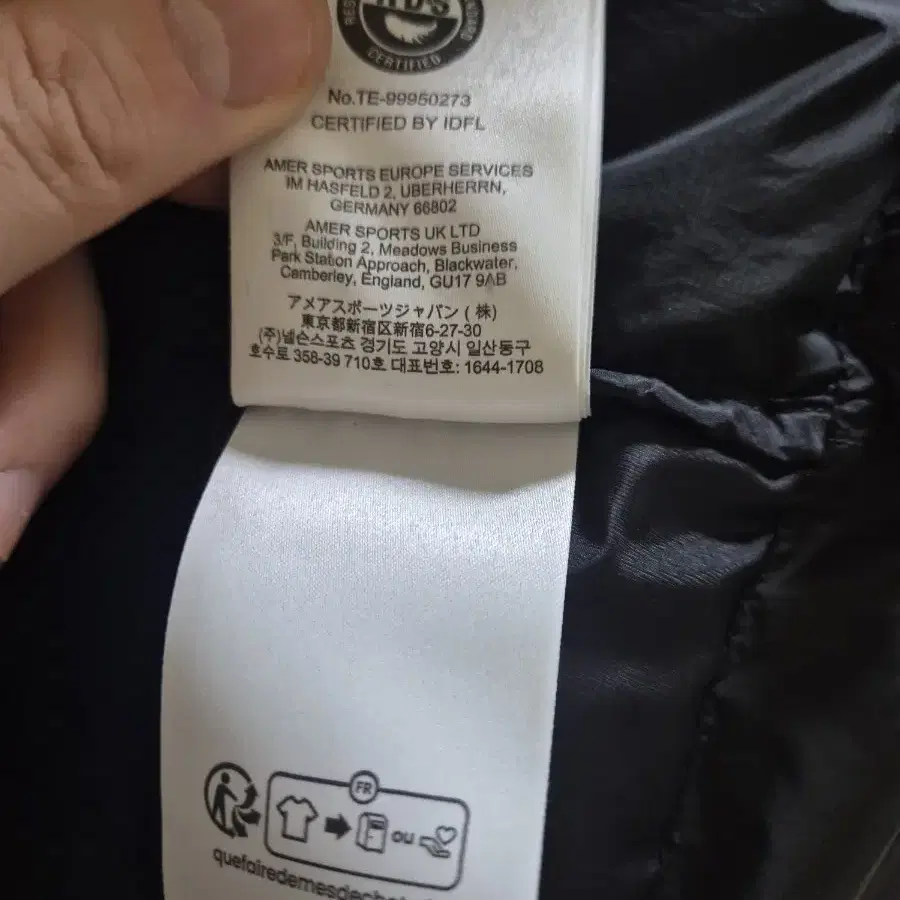 CERTIFIED
No.TE-99950273
CERTIFIED BY IDFL
AMER SPORTS EUROPE SERVICES
IM HASFELD 2, UBERHERRN,
GERMANY 66802
AMER SPORTS UK LTD
3/F, Building 2, Meadows Business
Park Station Approach, Blackwater,
Camberley, England, GU17 9AB
アメアスポーツジャパン (株)
東京都新宿区新宿6-27-30
(주)넬슨스포츠 경기도 고양시 일산동구
호수로 358-39 710호 대표번호: 1644-1708
FR
ou